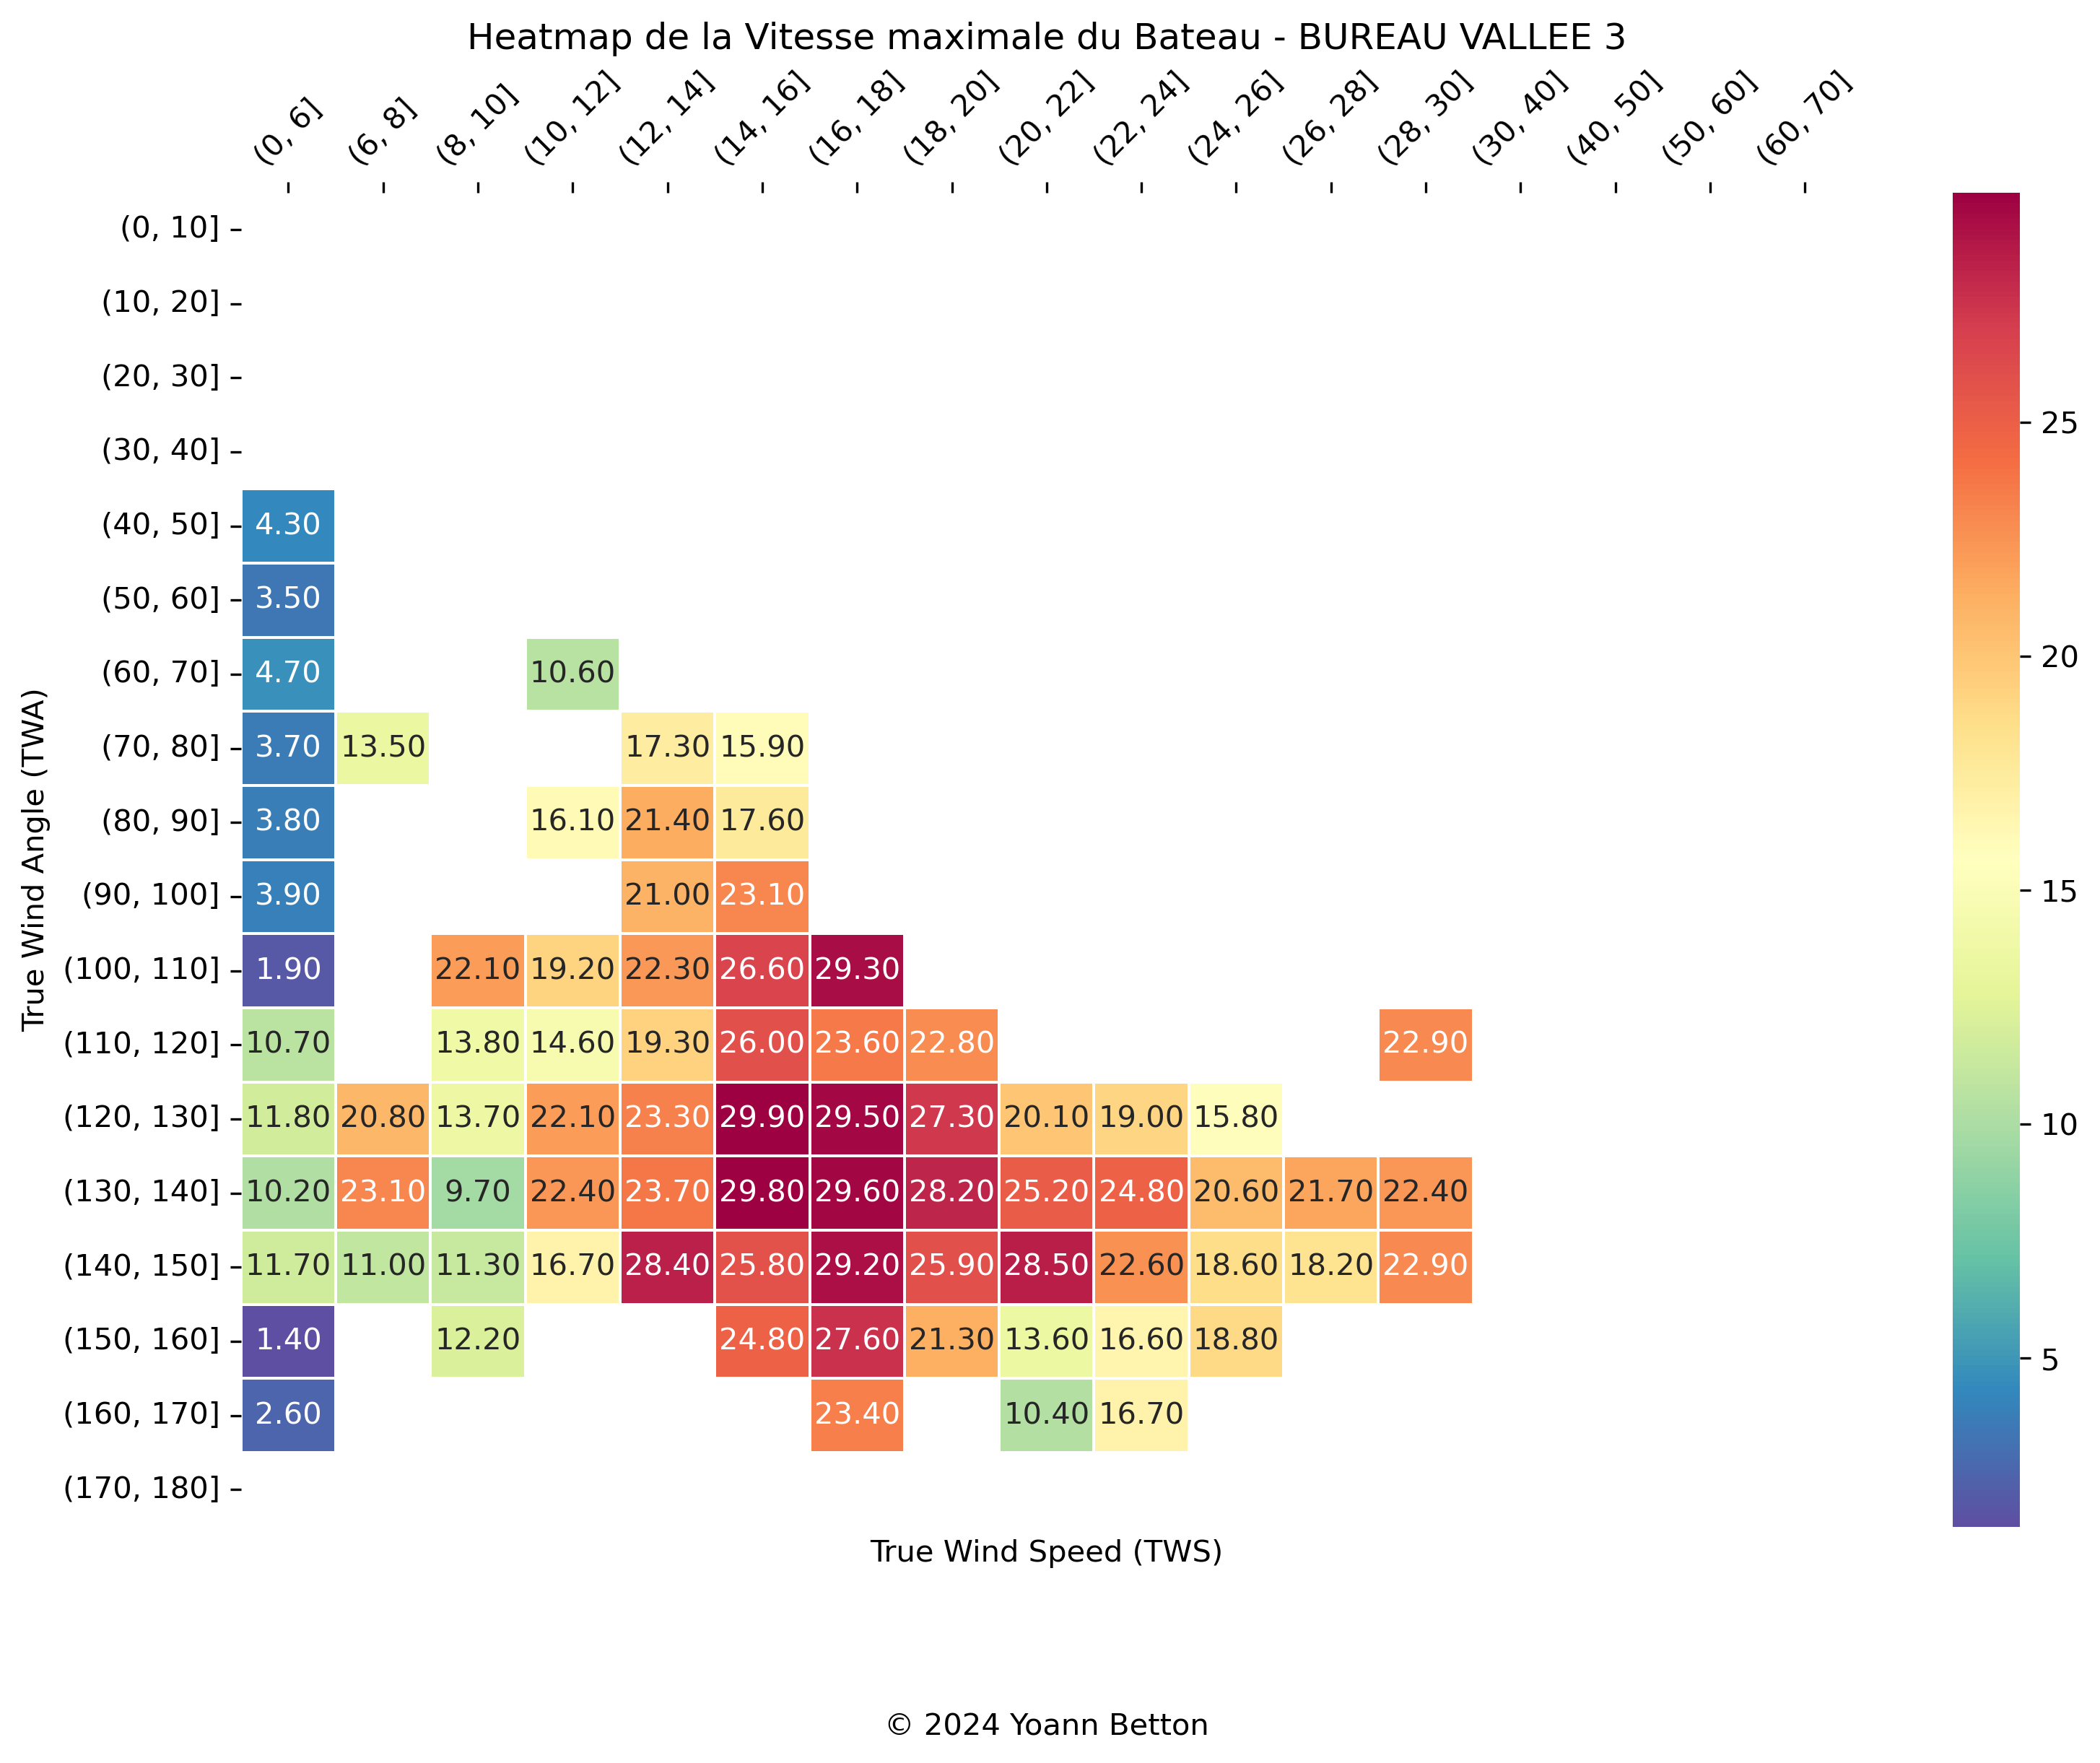 Heatmap de la Vitesse maximale du Bateau - BUREAU VALLEE 3
(0, 6] (6, 8] (8, 10] (10, 12] (12, 14] (14, 16] (16, 18] (18, 20] (20, 22] (22, 24] (24, 26] (26, 28] (28, 30] (30, 40] (40, 50] (50, 60] (60, 70]
True Wind Angle (TWA)
(0, 10]
(10, 20]
(20, 30]
(30, 40]
(40, 50] 4.30
(50, 60] 3.50
(60, 70] 4.70 10.60
(70, 80] 3.70 13.50 17.30 15.90
(80, 90] 3.80 16.10 21.40 17.60
(90, 100] 3.90 21.00 23.10
(100, 110] 1.90 22.10 19.20 22.30 26.60 29.30
(110, 120] 10.70 13.80 14.60 19.30 26.00 23.60 22.80 22.90
(120, 130] 11.80 20.80 13.70 22.10 23.30 29.90 29.50 27.30 20.10 19.00 15.80
(130, 140] 10.20 23.10 9.70 22.40 23.70 29.80 29.60 28.20 25.20 24.80 20.60 21.70 22.40
(140, 150] 11.70 11.00 11.30 16.70 28.40 25.80 29.20 25.90 28.50 22.60 18.60 18.20 22.90
(150, 160] 1.40 12.20 24.80 27.60 21.30 13.60 16.60 18.80
(160, 170] 2.60 23.40 10.40 16.70
(170, 180]
True Wind Speed (TWS)
25
20
15
10
5
© 2024 Yoann Betton